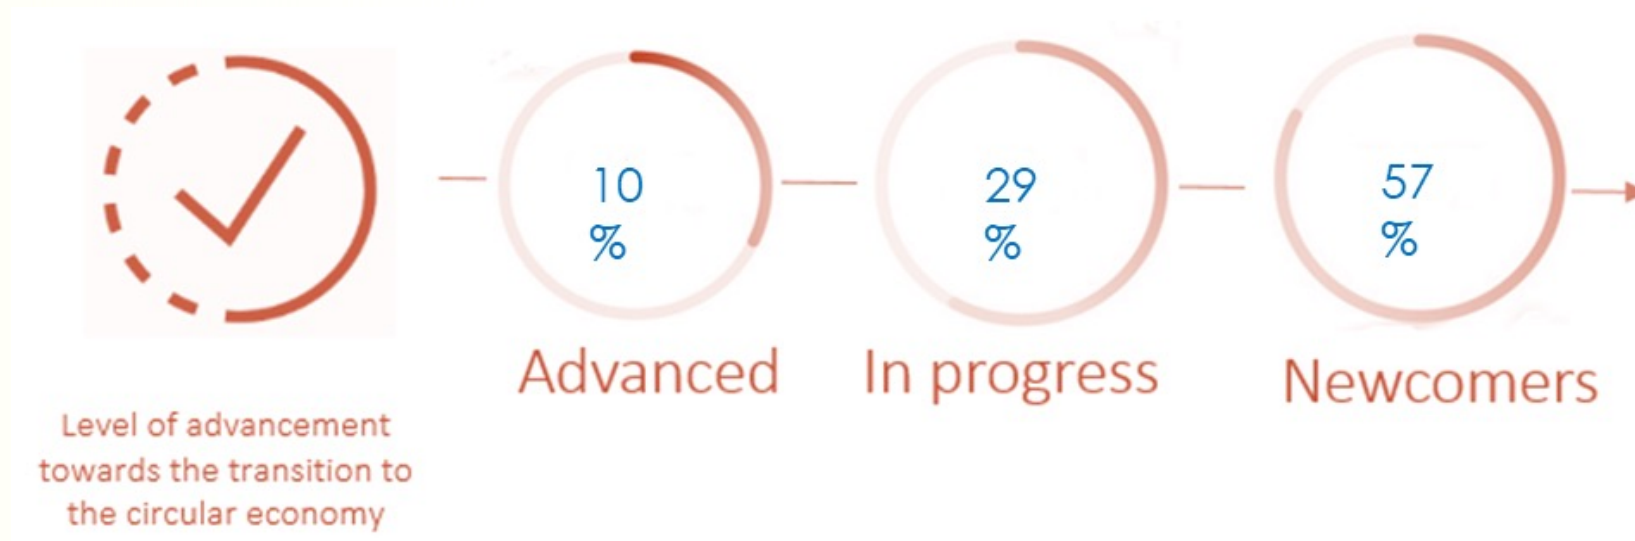 10
%
29
%
57
%
Advanced
In progress
Newcomers
Level of advancement
towards the transition to
the circular economy